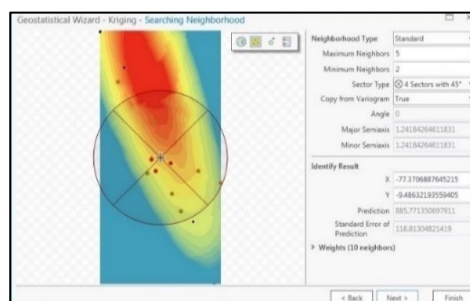 Geostatistical Wizard - Kriging - Searching Neighborhood
Neighborhood Type Standard
Maximum Neighbors 5
Minimum Neighbors 2
Sector Type 4 Sectors with 45°
Copy from Variogram True
Angle 0
Major Semiaxis 1.24184264611831
Minor Semiaxis 1.24184264611831
Identify Result
X -77.3706887645215
Y -9.48632193559405
Prediction 885.771350697911
Standard Error of
Prediction 118.81304821419
Weights (10 neighbors)
< Back Next > Finish